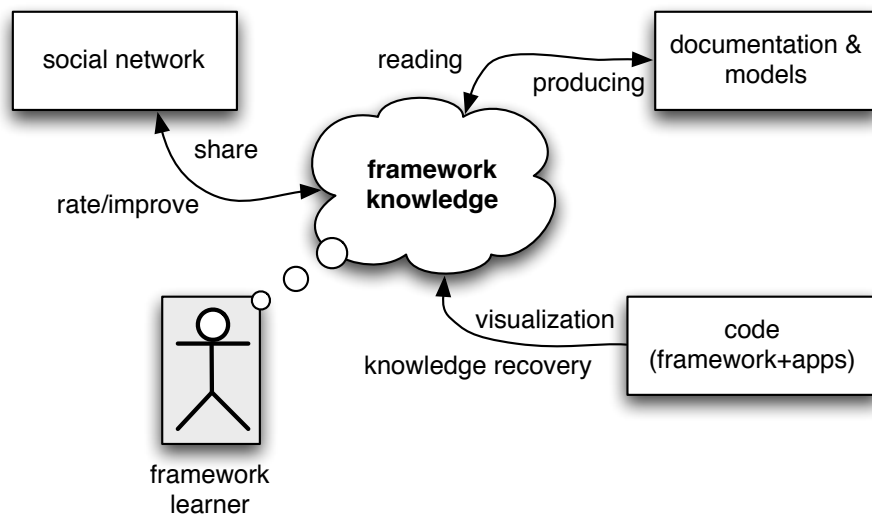 social network
reading
producing
documentation &
models
share
rate/improve
framework
knowledge
visualization
knowledge recovery
code
(framework+apps)
framework
learner